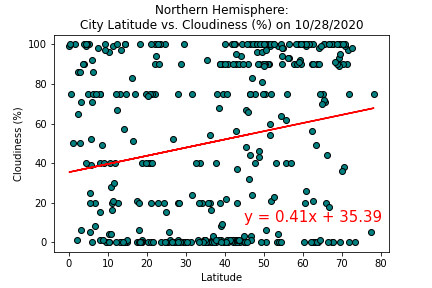 Northern Hemisphere:
City Latitude vs. Cloudiness (%) on 10/28/2020
Cloudiness (%)
100
80
60
40
20
0
y = 0.41x + 35.39
0 10 20 30 40 50 60 70 80
Latitude